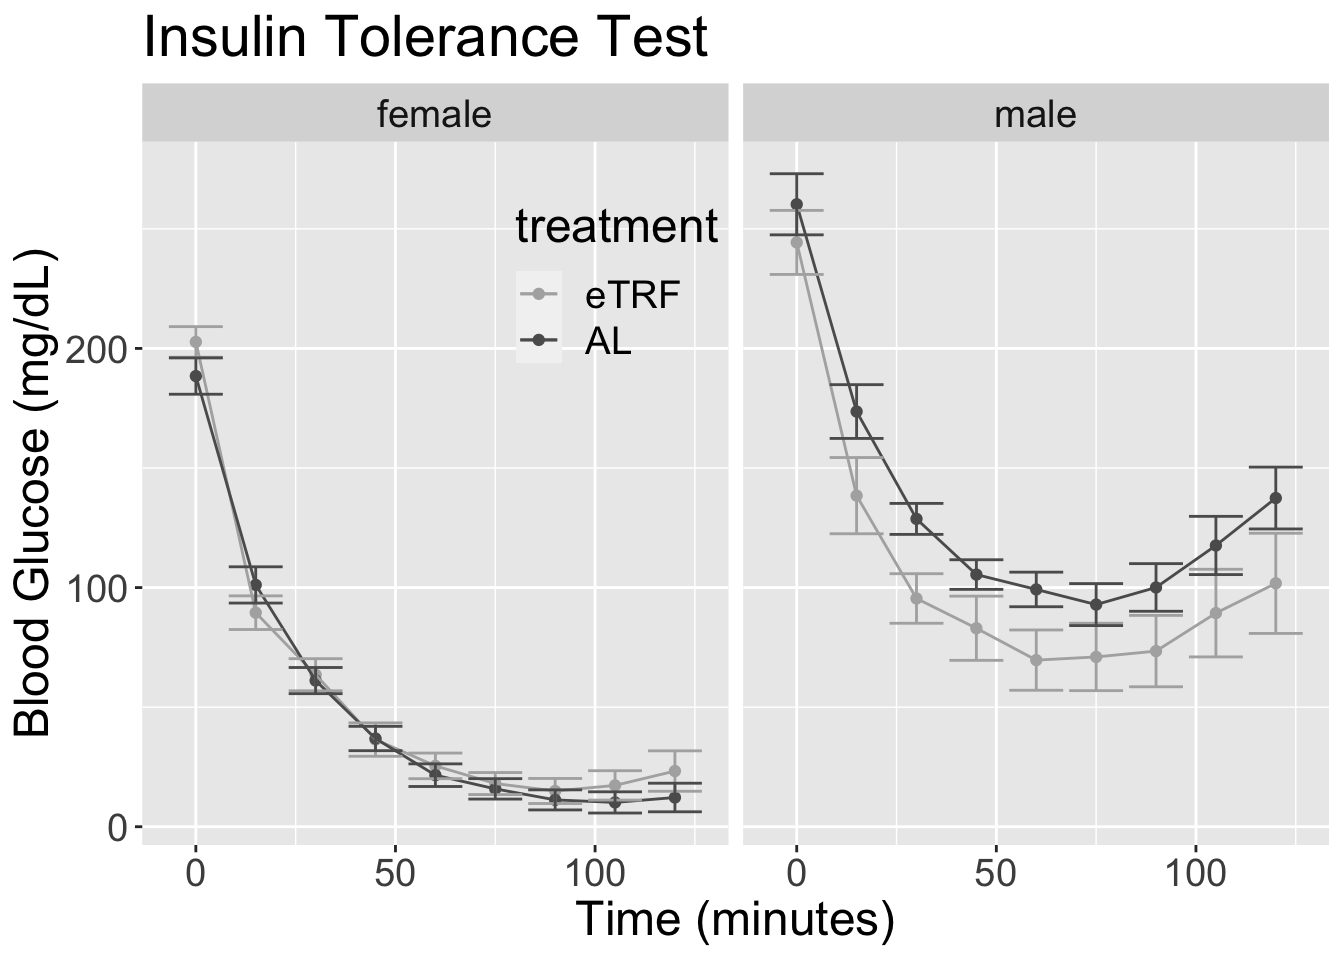 Insulin Tolerance Test
female
male
treatment
eTRF
AL
Blood Glucose (mg/dL)
200
100
0
0
50
100
0
50
100
Time (minutes)